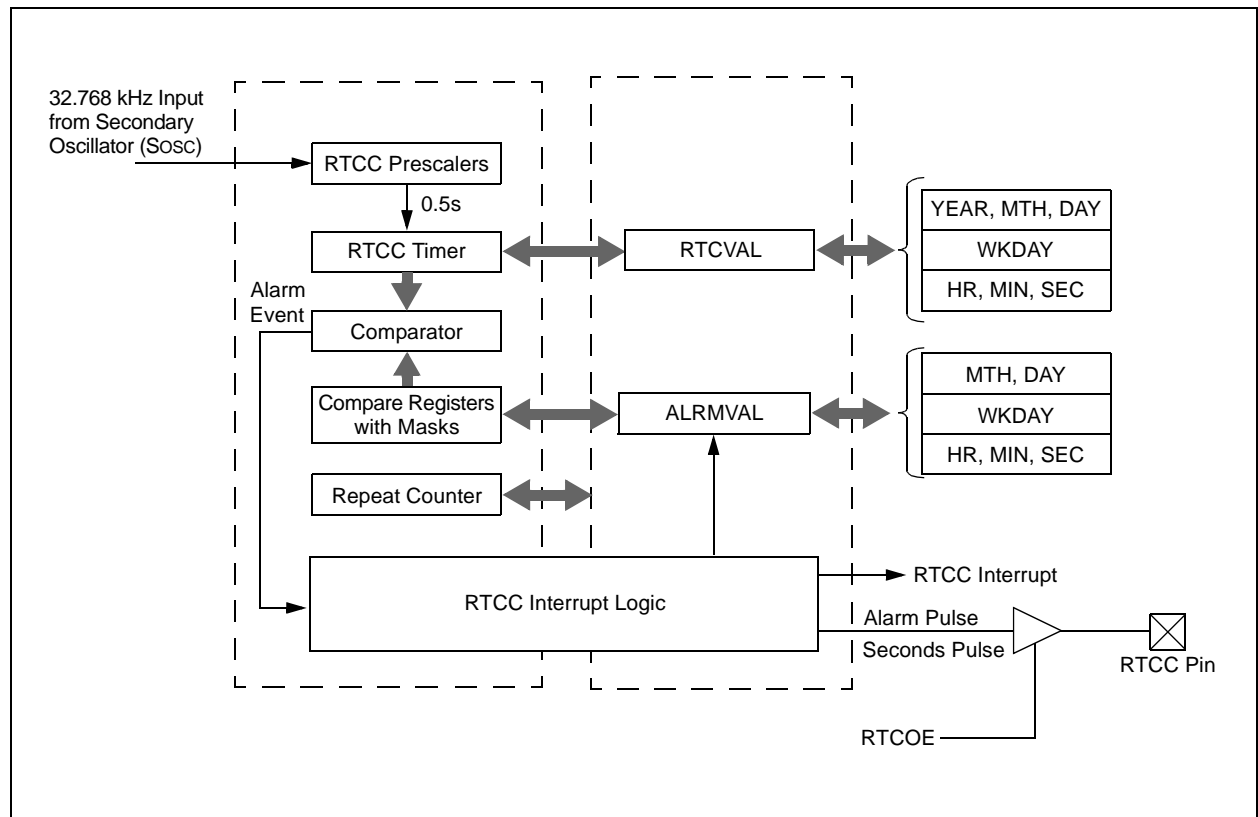 32.768 kHz Input
from Secondary
Oscillator (SOSC)
RTCC Prescalers
0.5s
RTCC Timer
RTCVAL
YEAR, MTH, DAY
WKDAY
HR, MIN, SEC
Alarm
Event
Comparator
Compare Registers
with Masks
ALRMVAL
MTH, DAY
WKDAY
HR, MIN, SEC
Repeat Counter
RTCC Interrupt Logic
RTCC Interrupt
Alarm Pulse
Seconds Pulse
RTCC Pin
RTCOE